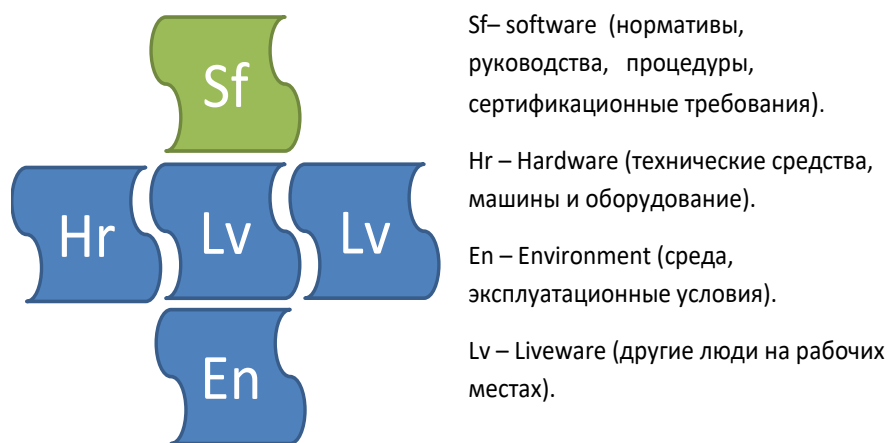 Sf
Hr Lv Lv
En
Sf– software (нормативы,
руководства, процедуры,
сертификационные требования).
Hr – Hardware (технические средства,
машины и оборудование).
En – Environment (среда,
эксплуатационные условия).
Lv – Liveware (другие люди на рабочих
местах).